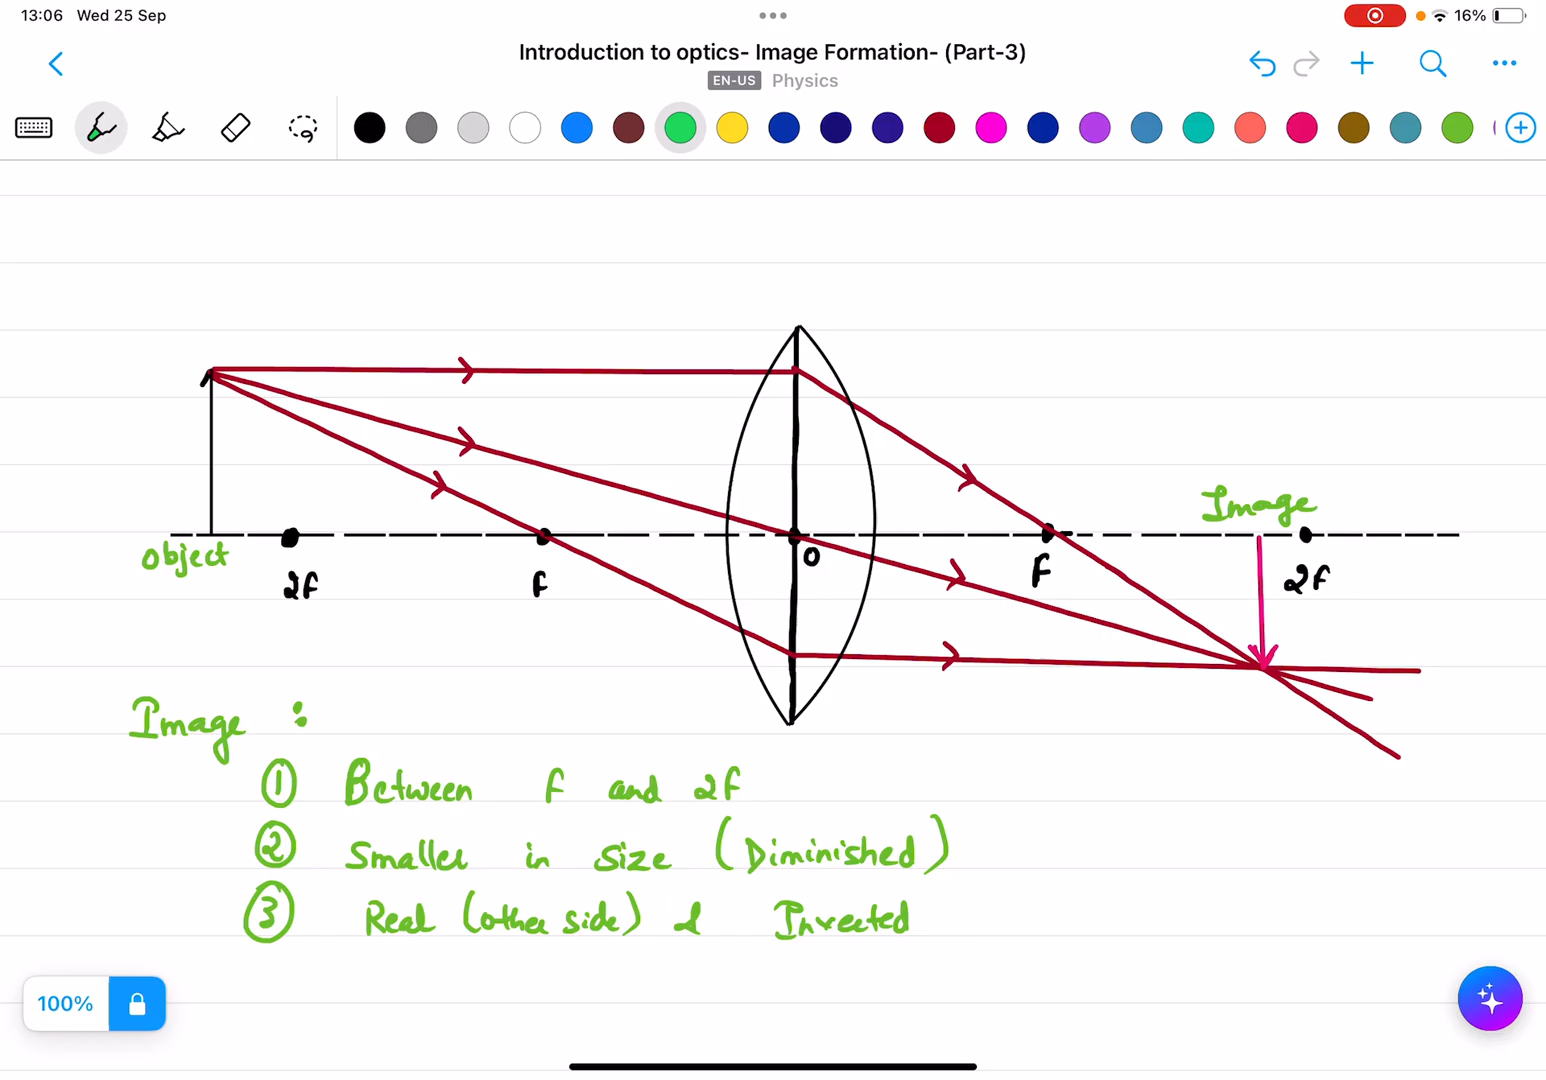 13:06 Wed 25 Sep
16%
Introduction to optics- Image Formation- (Part-3)
EN-US Physics
Image
object
O
2F
F
F
2F
Image :
① Between F and 2F
② Smaller in size (Diminished)
③ Real (other side) & Inverted
100%